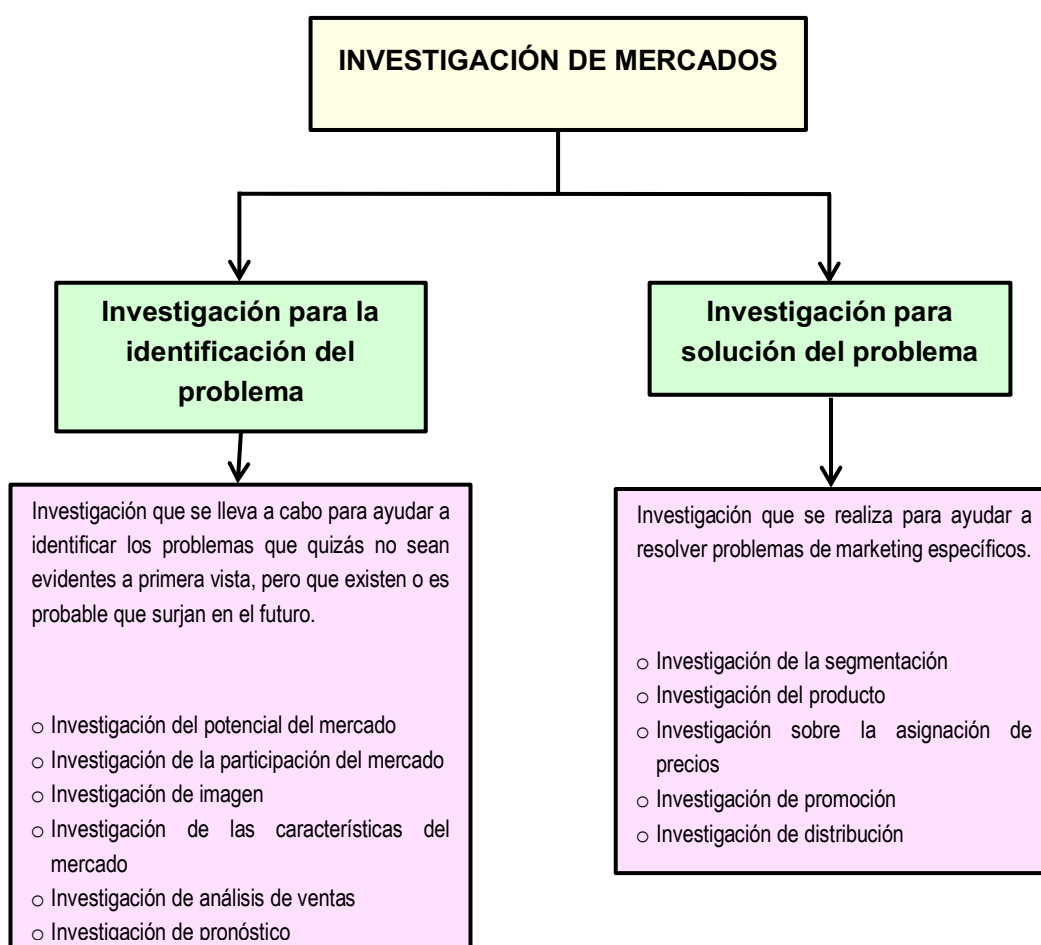 INVESTIGACIÓN DE MERCADOS
Investigación para la
identificación del
problema
Investigación para
solución del problema
Investigación que se lleva a cabo para ayudar a
identificar los problemas que quizás no sean
evidentes a primera vista, pero que existen o es
probable que surjan en el futuro.
○ Investigación del potencial del mercado
○ Investigación de la participación del mercado
○ Investigación de imagen
○ Investigación de las características del
mercado
○ Investigación de análisis de ventas
○ Investigación de pronóstico
Investigación que se realiza para ayudar a
resolver problemas de marketing específicos.
○ Investigación de la segmentación
○ Investigación del producto
○ Investigación sobre la asignación de
precios
○ Investigación de promoción
○ Investigación de distribución